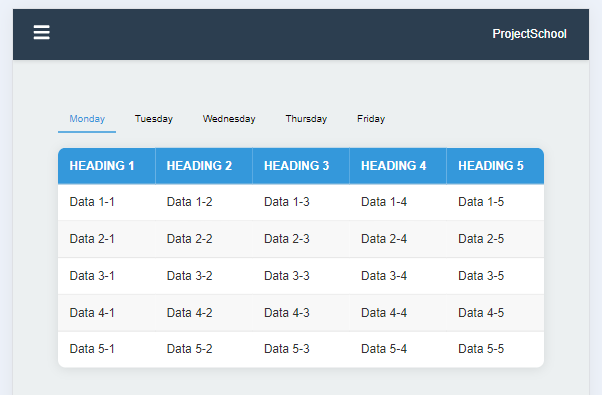 ProjectSchool
Monday Tuesday Wednesday Thursday Friday
HEADING 1 HEADING 2 HEADING 3 HEADING 4 HEADING 5
Data 1-1 Data 1-2 Data 1-3 Data 1-4 Data 1-5
Data 2-1 Data 2-2 Data 2-3 Data 2-4 Data 2-5
Data 3-1 Data 3-2 Data 3-3 Data 3-4 Data 3-5
Data 4-1 Data 4-2 Data 4-3 Data 4-4 Data 4-5
Data 5-1 Data 5-2 Data 5-3 Data 5-4 Data 5-5